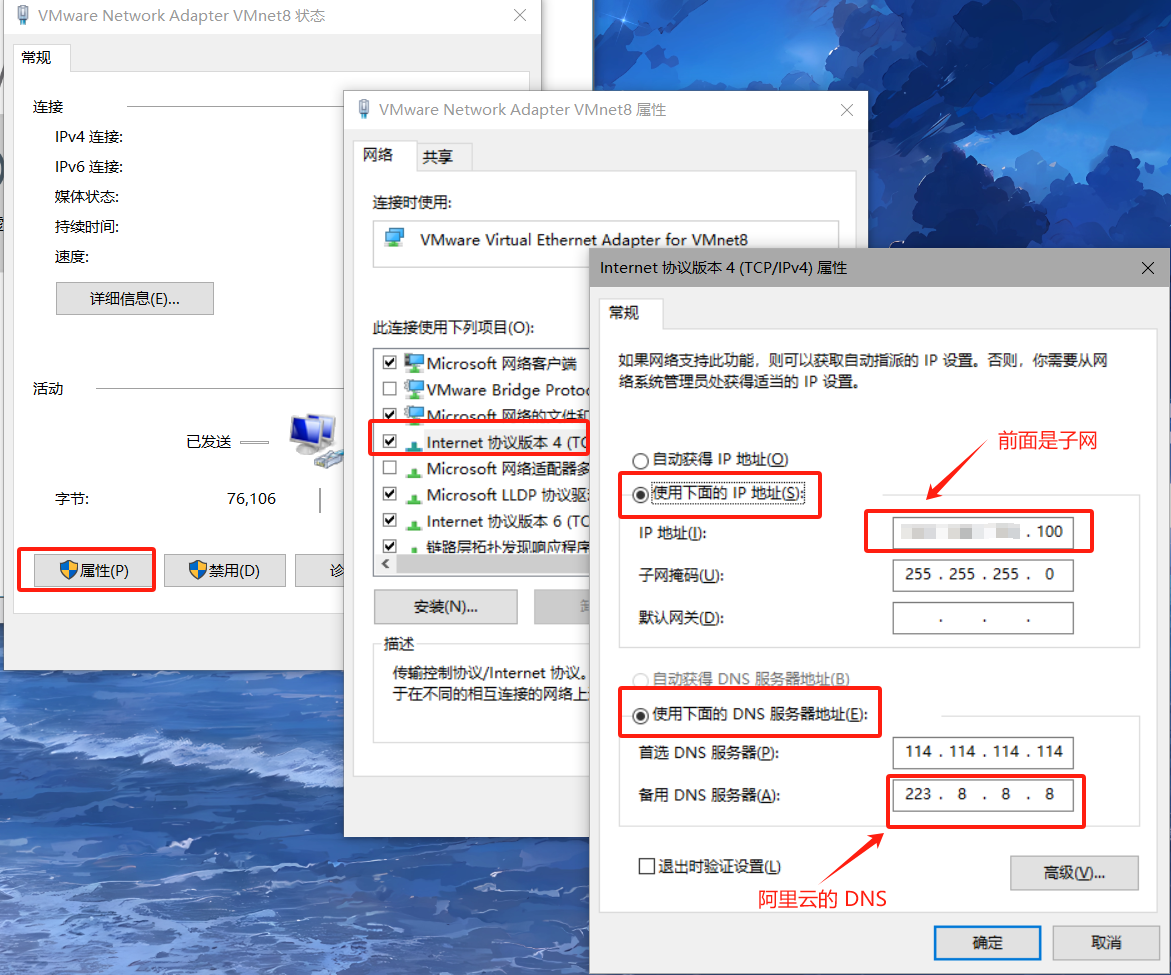 VMware Network Adapter VMnet8 状态
常规
连接
IPv4 连接:
IPv6 连接:
媒体状态:
持续时间:
速度:
详细信息(E)...
活动
已发送
字节:
76,106
属性(P)
禁用(D)
诊
VMware Network Adapter VMnet8 属性
网络
共享
连接时使用:
VMware Virtual Ethernet Adapter for VMnet8
此连接使用下列项目(O):
Microsoft 网络客户端
VMware Bridge Protoc
Microsoft 网络的文件和
Internet 协议版本 4 (TC
Microsoft 网络适配器多
Microsoft LLDP 协议驱
Internet 协议版本 6 (TC
链路层拓扑发现响应程序
安装(N)...
描述
传输控制协议/Internet 协议。
于在不同的相互连接的网络上
Internet 协议版本 4 (TCP/IPv4) 属性
常规
如果网络支持此功能，则可以获取自动指派的 IP 设置。否则，你需要从网
络系统管理员处获得适当的 IP 设置。
自动获得 IP 地址(O)
前面是子网
使用下面的 IP 地址(S):
IP 地址(I):
. 100
子网掩码(U):
255 . 255 . 255 . 0
默认网关(D):
. . .
自动获得 DNS 服务器地址(B)
使用下面的 DNS 服务器地址(E):
首选 DNS 服务器(P):
114 . 114 . 114 . 114
备用 DNS 服务器(A):
223 . 8 . 8 . 8
退出时验证设置(L)
高级(V)...
阿里云的 DNS
确定
取消